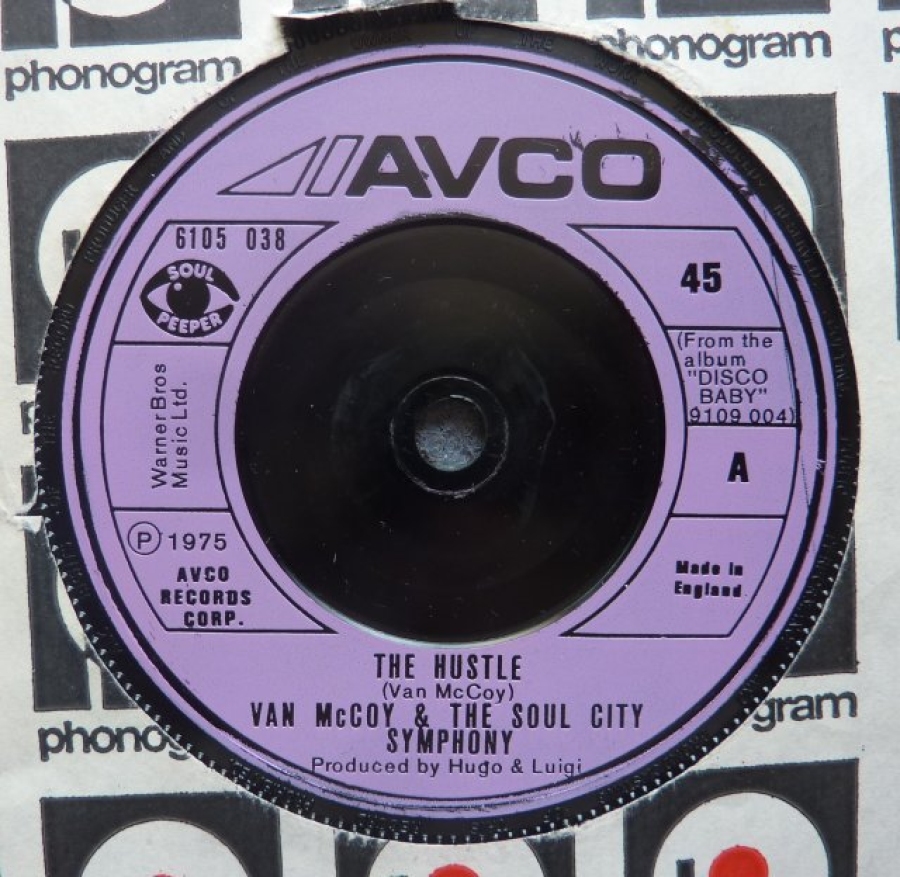 phonogram
phonogram
AVCO
6105 038
SOUL
PEEPER
Warner Bros
Music Ltd.
P 1975
AVCO
RECORDS
CORP.
45
(From the
album
"DISCO
BABY"
9109 004)
A
Made in
England
THE HUSTLE
(Van McCoy)
VAN McCOY & THE SOUL CITY
SYMPHONY
Produced by Hugo & Luigi
phonog
gram